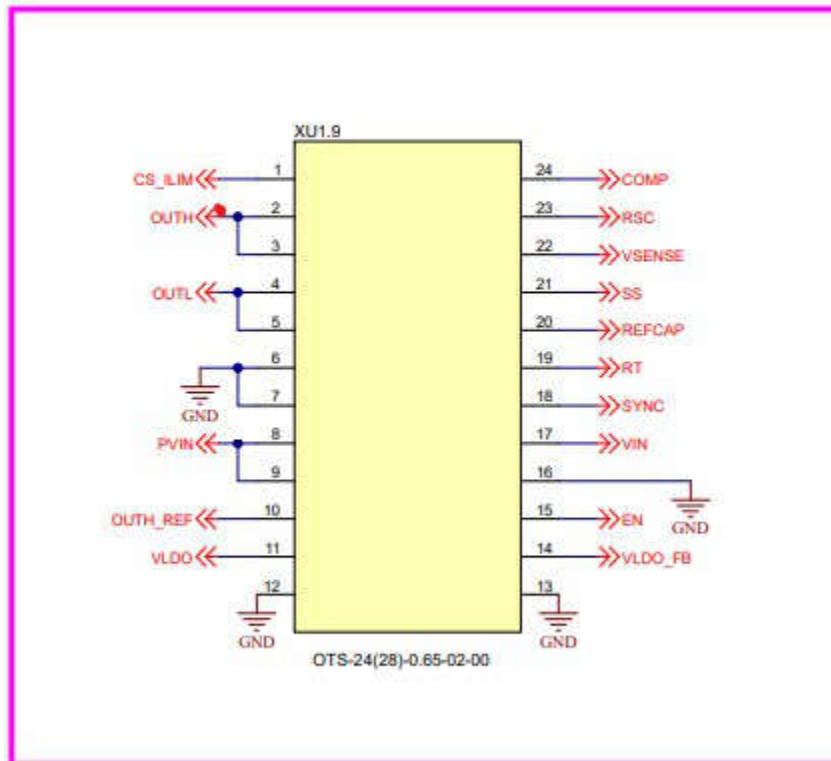 XU1.9
CS_ILIM 1 24 COMP
OUTH 2 23 RSC
3 22 VSENSE
OUTL 4 21 SS
5 20 REFCAP
6 19 RT
GND 7 18 SYNC
PVIN 8 17 VIN
9 16
GND
OUTH_REF 10 15 EN
VLDO 11 14 VLDO_FB
12 13
GND GND
OTS-24(28)-0.65-02-00